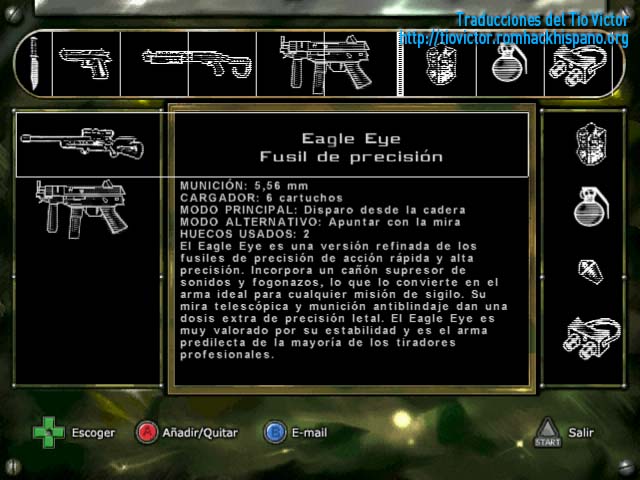 Traducciones del Tio Victor
http://tiovictor.romhackhispano.org
Eagle Eye
Fusil de precisión
MUNICIÓN: 5,56 mm
CARGADOR: 6 cartuchos
MODO PRINCIPAL: Disparo desde la cadera
MODO ALTERNATIVO: Apuntar con la mira
HUECOS USADOS: 2
El Eagle Eye es una versión refinada de los
fusiles de precisión de acción rápida y alta
precisión. Incorpora un cañón supresor de
sonidos y fogonazos, lo que lo convierte en el
arma ideal para cualquier misión de sigilo. Su
mira telescópica y munición antiblindaje dan una
dosis extra de precisión letal. El Eagle Eye es
muy valorado por su estabilidad y es el arma
predilecta de la mayoría de los tiradores
profesionales.
Escoger
A Añadir/Quitar
B E-mail
START Salir